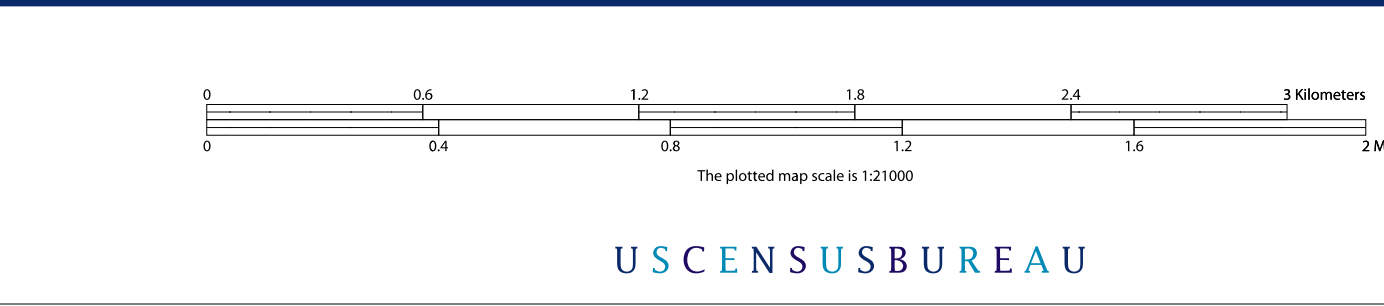 0 0.6 1.2 1.8 2.4 3 Kilometers
0 0.4 0.8 1.2 1.6 2 M
The plotted map scale is 1:21000
USCENSUSBUREAU